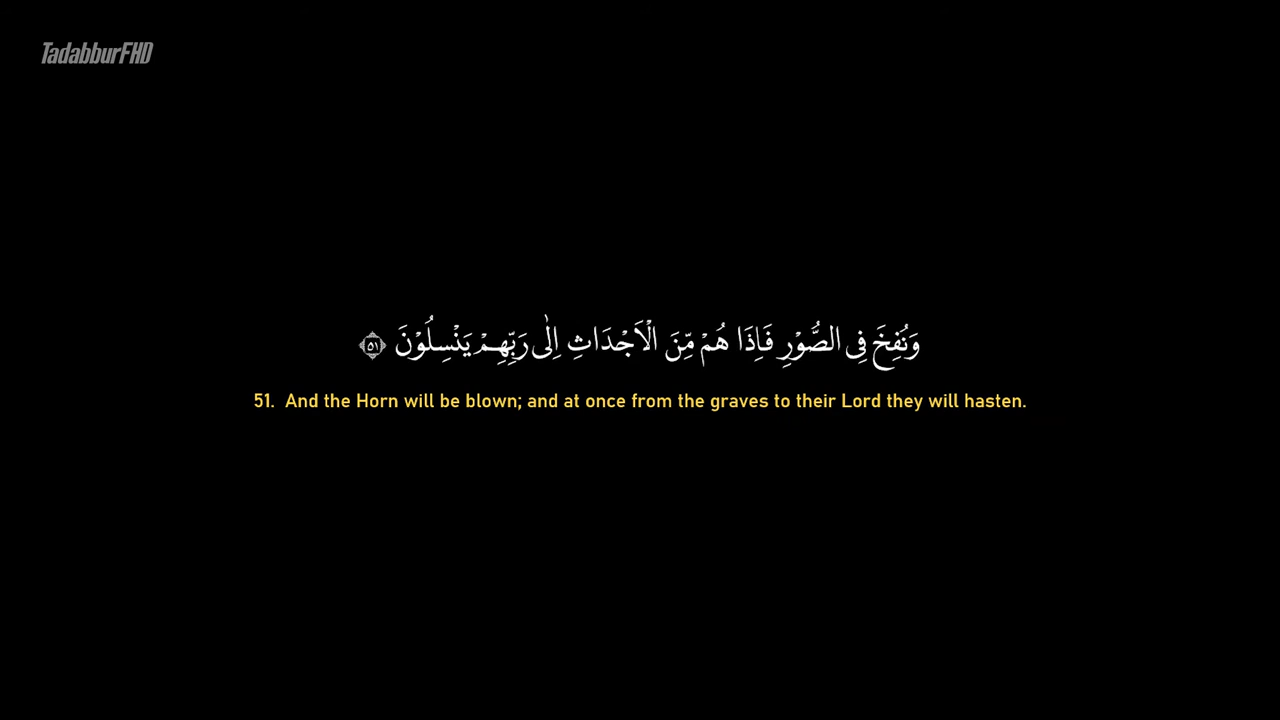 TadabburFHD
وَنُفِخَ فِى الصُّوْرِ فَاِذَا هُمْ مِّنَ الْاَجْدَاثِ اِلٰى رَبِّهِمْ يَنْسِلُوْنَ ٥١
51. And the Horn will be blown; and at once from the graves to their Lord they will hasten.